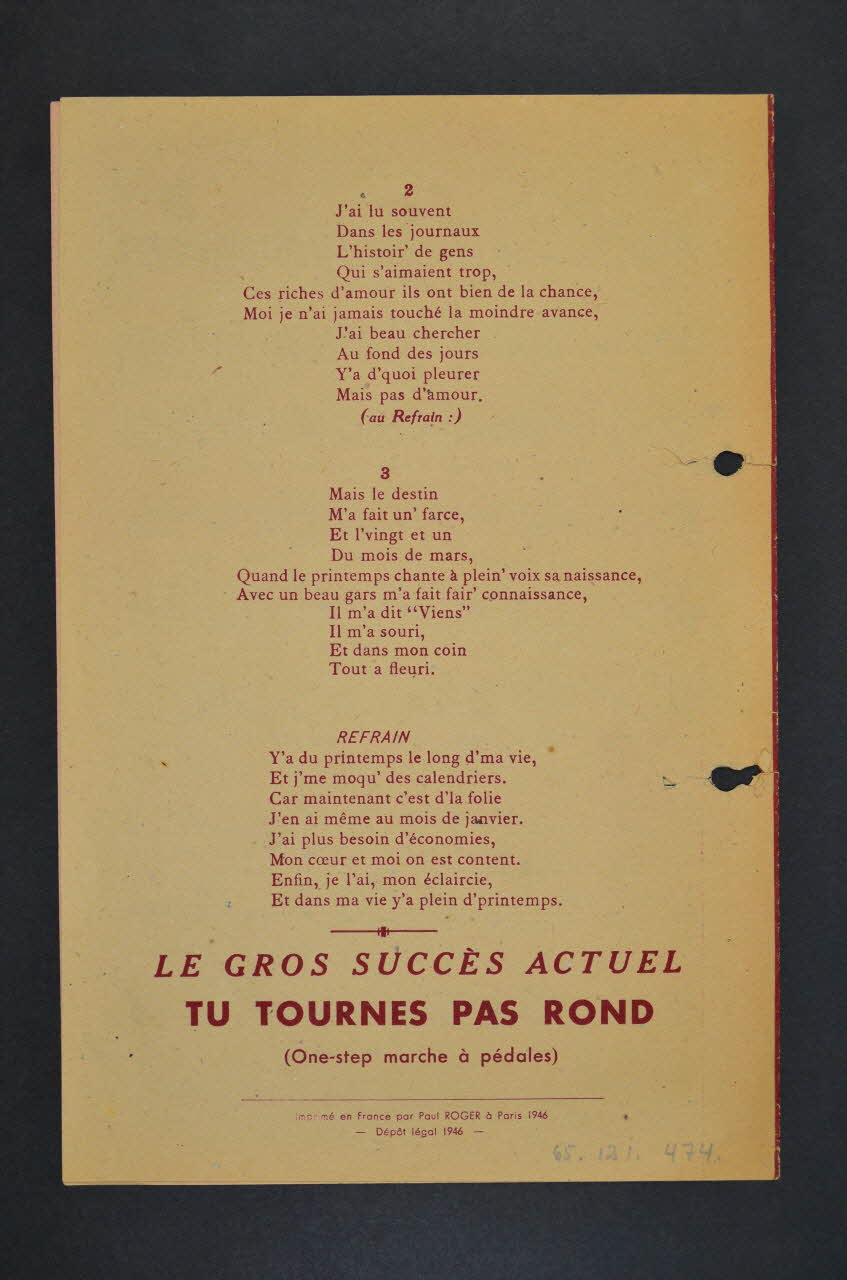 2
J'ai lu souvent
Dans les journaux
L'histoir' de gens
Qui s'aimaient trop,
Ces riches d'amour ils ont bien de la chance,
Moi je n'ai jamais touché la moindre avance,
J'ai beau chercher
Au fond des jours
Y'a d'quoi pleurer
Mais pas d'amour.
(au Refrain :)
3
Mais le destin
M'a fait un' farce,
Et l'vingt et un
Du mois de mars,
Quand le printemps chante à plein' voix sa naissance,
Avec un beau gars m'a fait fair' connaissance,
Il m'a dit "Viens"
Il m'a souri,
Et dans mon coin
Tout a fleuri.
REFRAIN
Y'a du printemps le long d'ma vie,
Et j'me moqu' des calendriers.
Car maintenant c'est d'la folie
J'en ai même au mois de janvier.
J'ai plus besoin d'économies,
Mon cœur et moi on est content.
Enfin, je l'ai, mon éclaircie,
Et dans ma vie y'a plein d'printemps.
LE GROS SUCCÈS ACTUEL
TU TOURNES PAS ROND
(One-step marche à pédales)
Imprimé en France par Paul ROGER à Paris 1946
— Dépôt légal 1946 —
65. 121. 474.